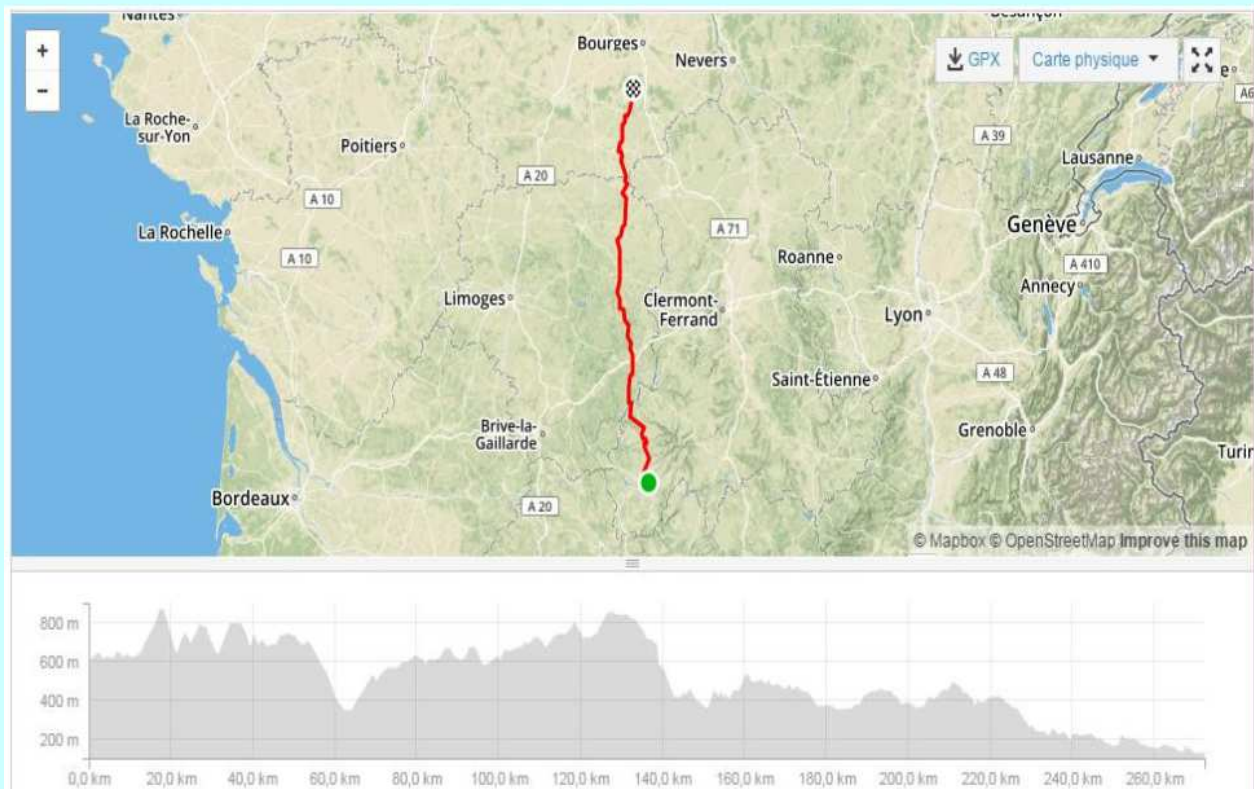 Nantes
Besançon
+
Bourges
Nevers
GPX
Carte physique
e
−
A6
La Roche-
sur-Yon
Poitiers
A 39
Lausanne
A 20
A 10
Genève
La Rochelle
A 71
A 10
Roanne
A 410
Annecy
Limoges
Clermont-
Ferrand
Lyon
Saint-Étienne
A 48
Brive-la-
Gaillarde
Grenoble
Turin
Bordeaux
A 20
© Mapbox © OpenStreetMap Improve this map
800 m
600 m
400 m
200 m
0,0 km 20,0 km 40,0 km 60,0 km 80,0 km 100,0 km 120,0 km 140,0 km 160,0 km 180,0 km 200,0 km 220,0 km 240,0 km 260,0 km